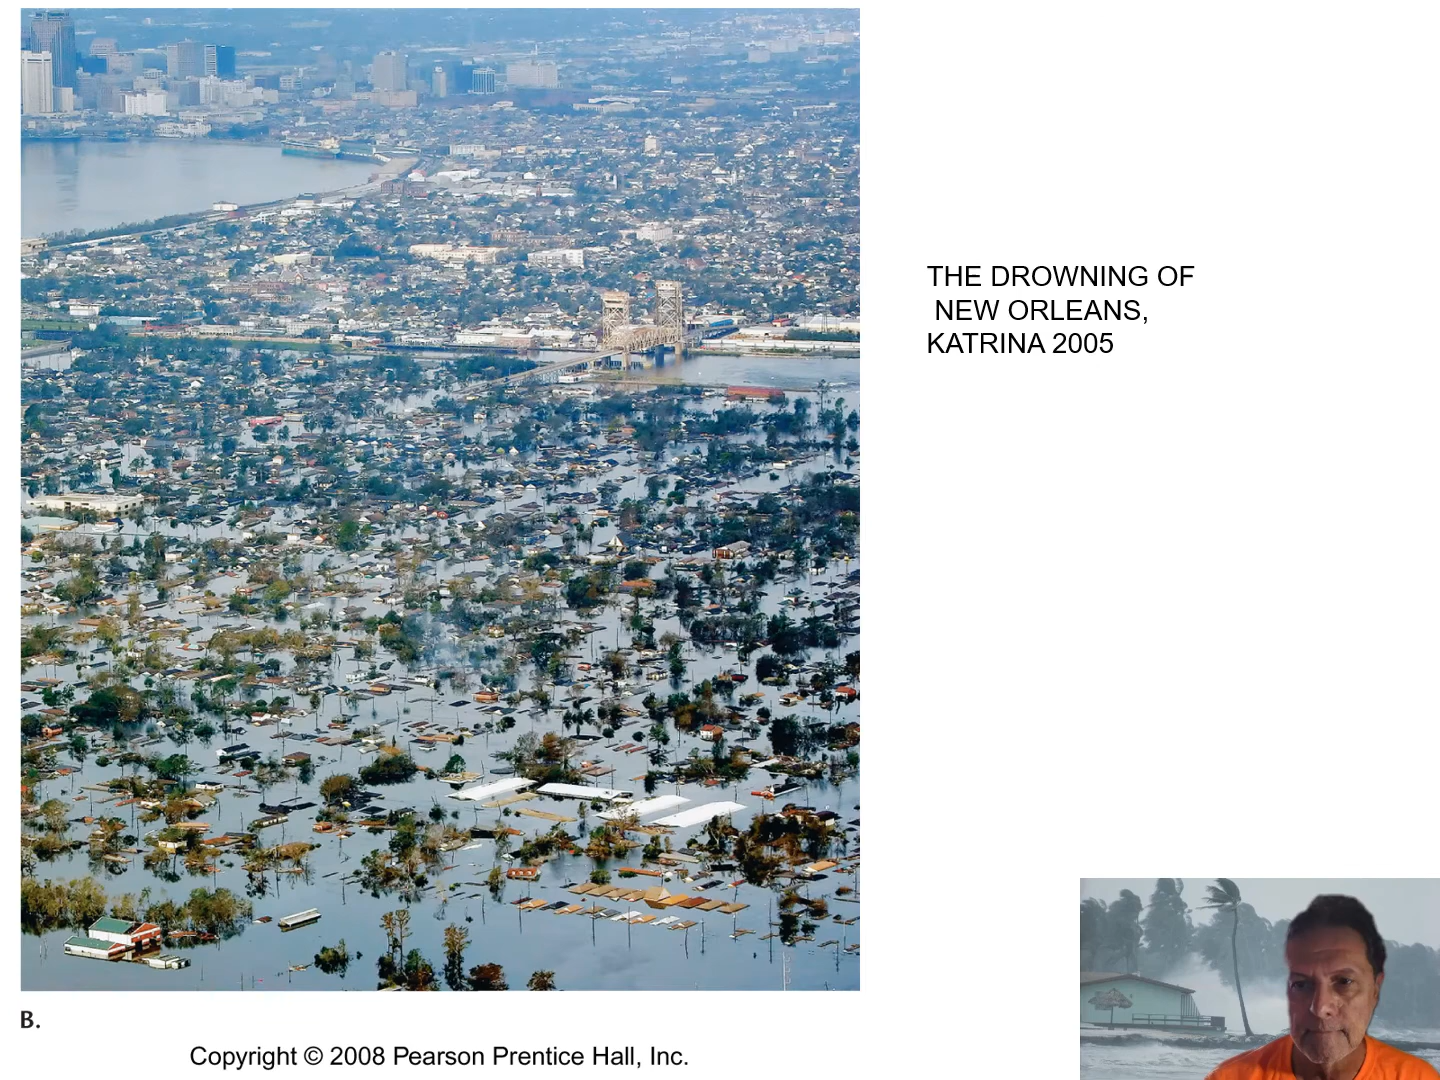 THE DROWNING OF
NEW ORLEANS,
KATRINA 2005
B.
Copyright © 2008 Pearson Prentice Hall, Inc.